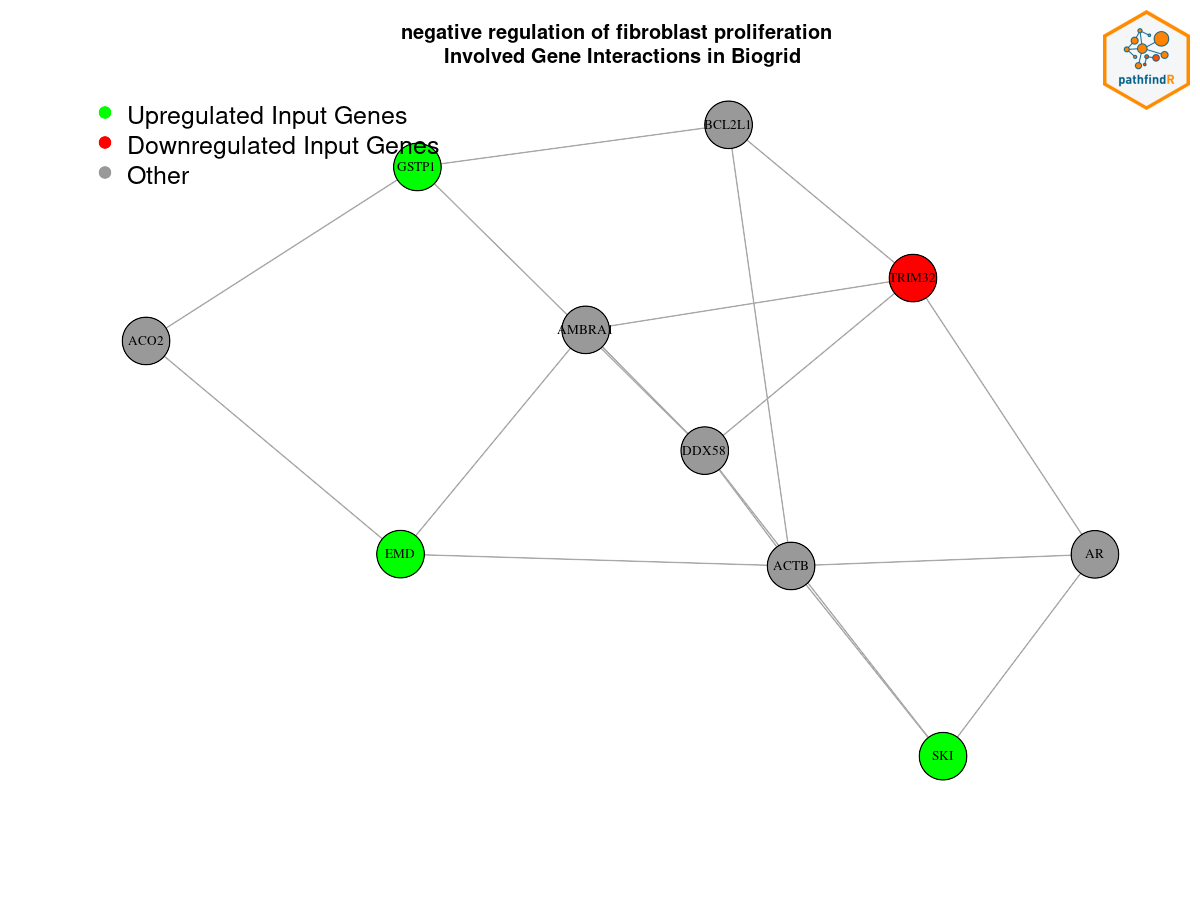 negative regulation of fibroblast proliferation
Involved Gene Interactions in Biogrid
pathfindR
Upregulated Input Genes
Downregulated Input Genes
Other
BCL2L1
GSTP1
TRIM32
AMBRA1
ACO2
DDX58
EMD
ACTB
AR
SKI